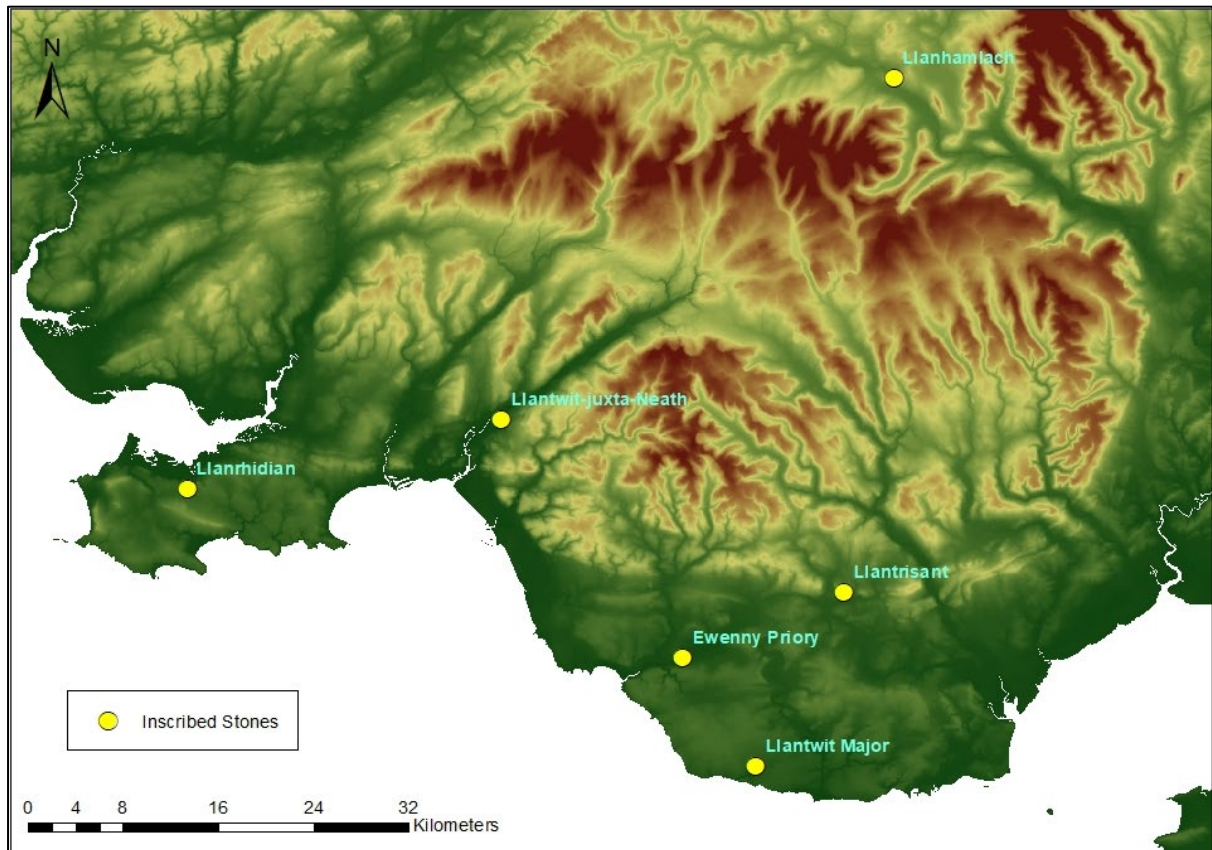 N
Llanhamlach
Llantwit-juxta-Neath
Llanrhidian
Llantrisant
Ewenny Priory
Inscribed Stones
Llantwit Major
0 4 8 16 24 32
Kilometers